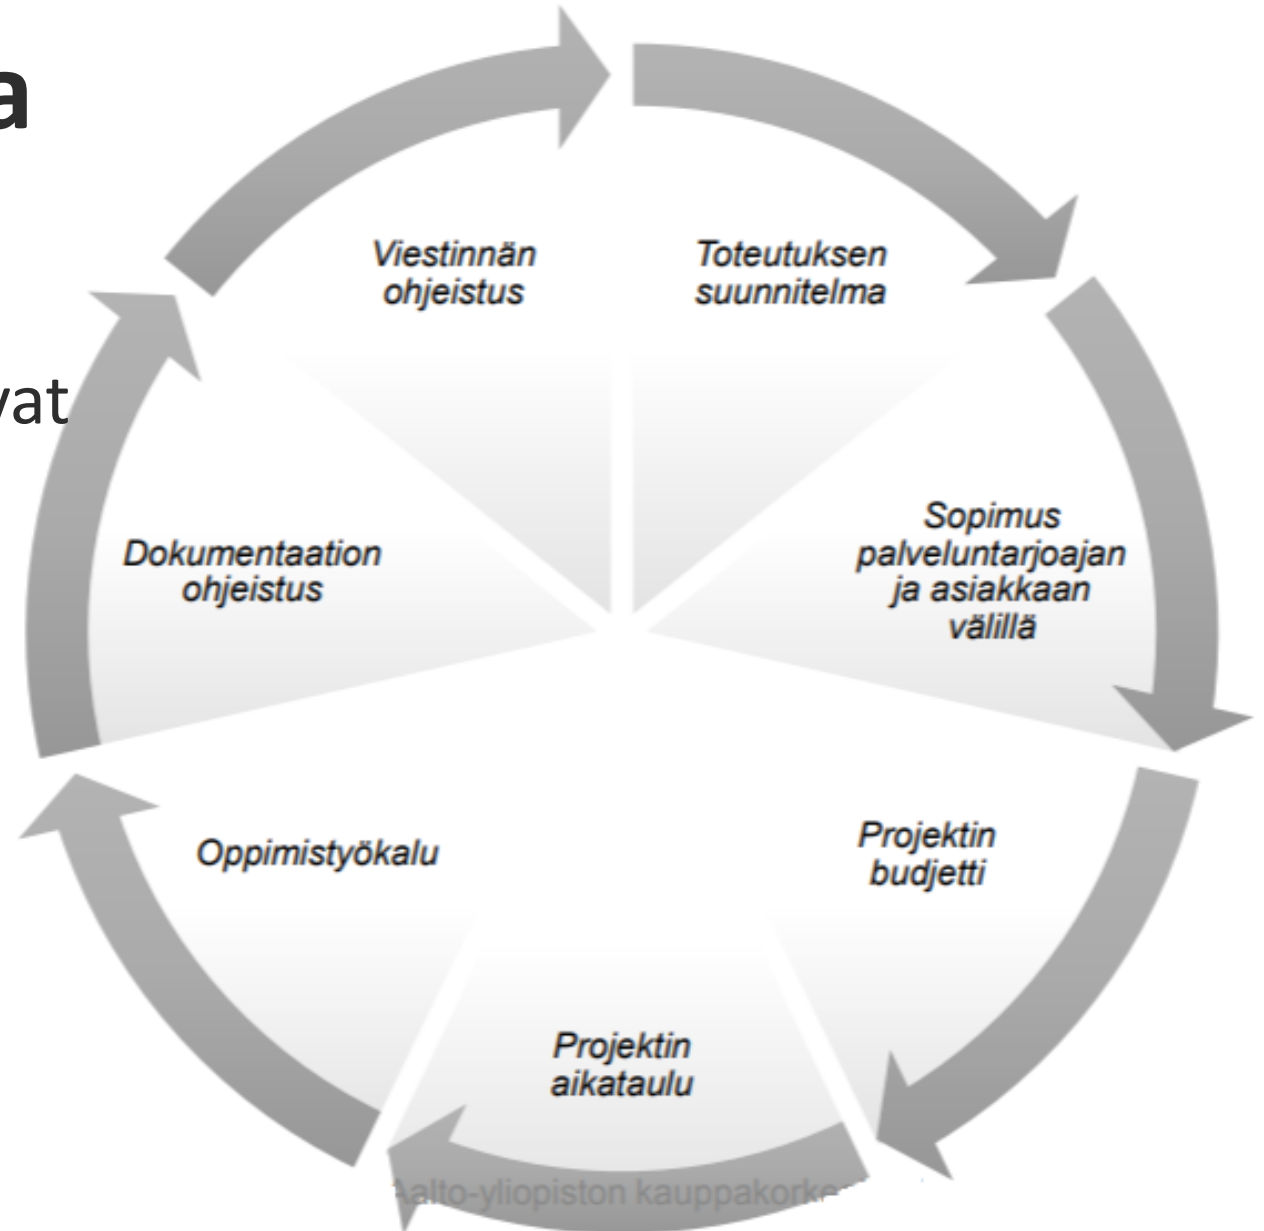 a
vat
Viestinnän
ohjeistus
Toteutuksen
suunnitelma
Sopimus
palveluntarjoajan
ja asiakkaan
välillä
Projektin
budjetti
Projektin
aikataulu
Oppimistyökalu
Dokumentaation
ohjeistus
Aalto-yliopiston